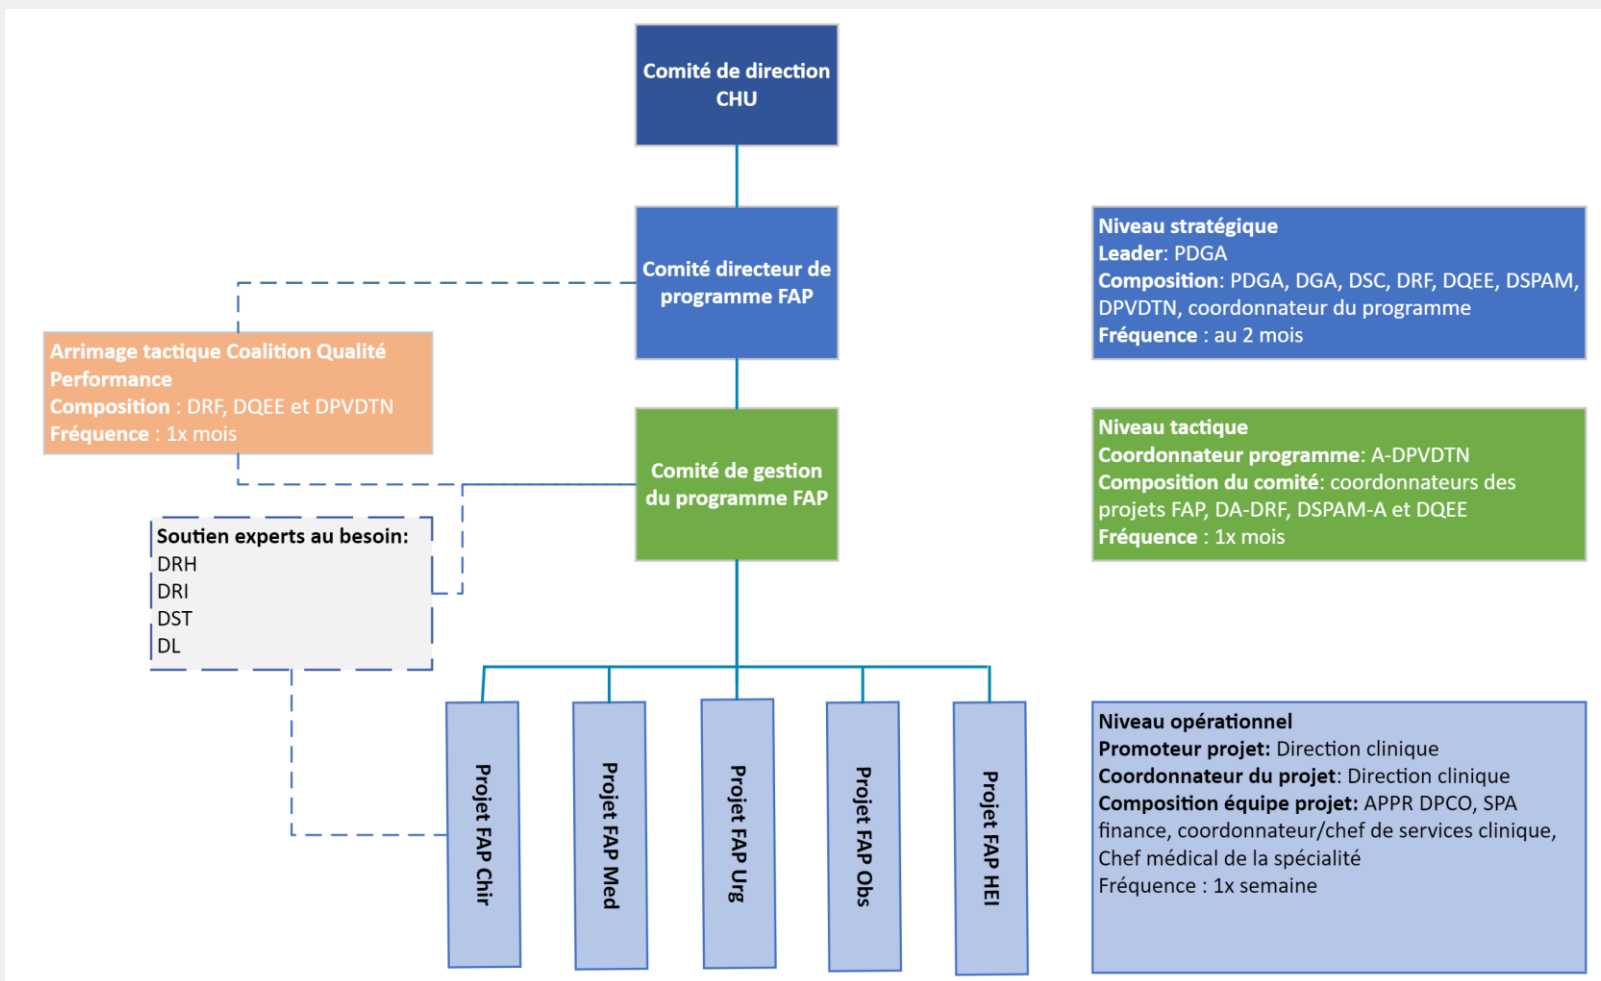 Comité de direction
CHU
Comité directeur de
programme FAP
Niveau stratégique
Leader: PDGA
Composition: PDGA, DGA, DSC, DRF, DQEE, DSPAM,
DPVDTN, coordonnateur du programme
Fréquence : au 2 mois
Arrimage tactique Coalition Qualité
Performance
Composition : DRF, DQEE et DPVDTN
Fréquence : 1x mois
Comité de gestion
du programme FAP
Niveau tactique
Coordonnateur programme: A-DPVDTN
Composition du comité: coordonnateurs des
projets FAP, DA-DRF, DSPAM-A et DQEE
Fréquence : 1x mois
Soutien experts au besoin:
DRH
DRI
DST
DL
Projet FAP Chir
Projet FAP Med
Projet FAP Urg
Projet FAP Obs
Projet FAP HEI
Niveau opérationnel
Promoteur projet: Direction clinique
Coordonnateur du projet: Direction clinique
Composition équipe projet: APPR DPCO, SPA
finance, coordonnateur/chef de services clinique,
Chef médical de la spécialité
Fréquence : 1x semaine